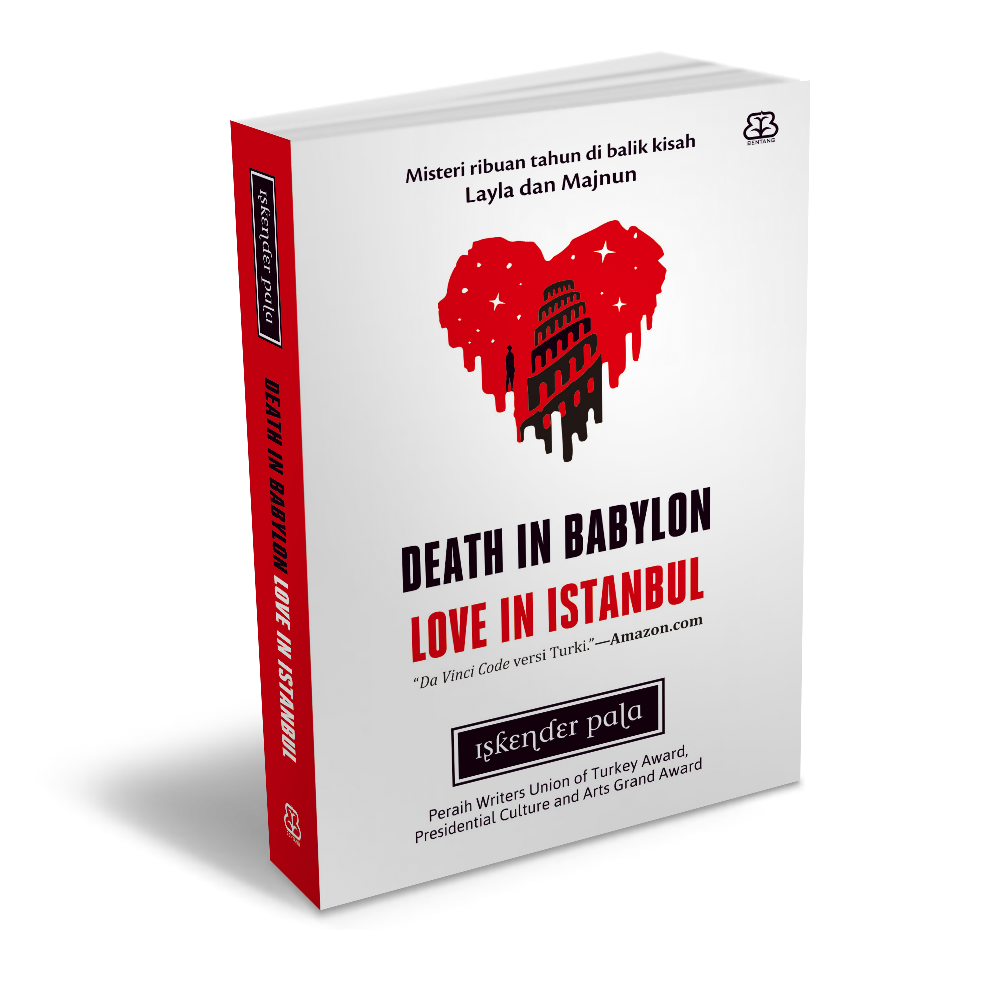 Misteri ribuan tahun di balik kisah
Layla dan Majnun
BENTANG
DEATH IN BABYLON
LOVE IN ISTANBUL
“Da Vinci Code versi Turki.”—Amazon.com
ıskender pala
Peraih Writers Union of Turkey Award,
Presidential Culture and Arts Grand Award
ıskender pala
DEATH IN BABYLON LOVE IN ISTANBUL
BENTANG